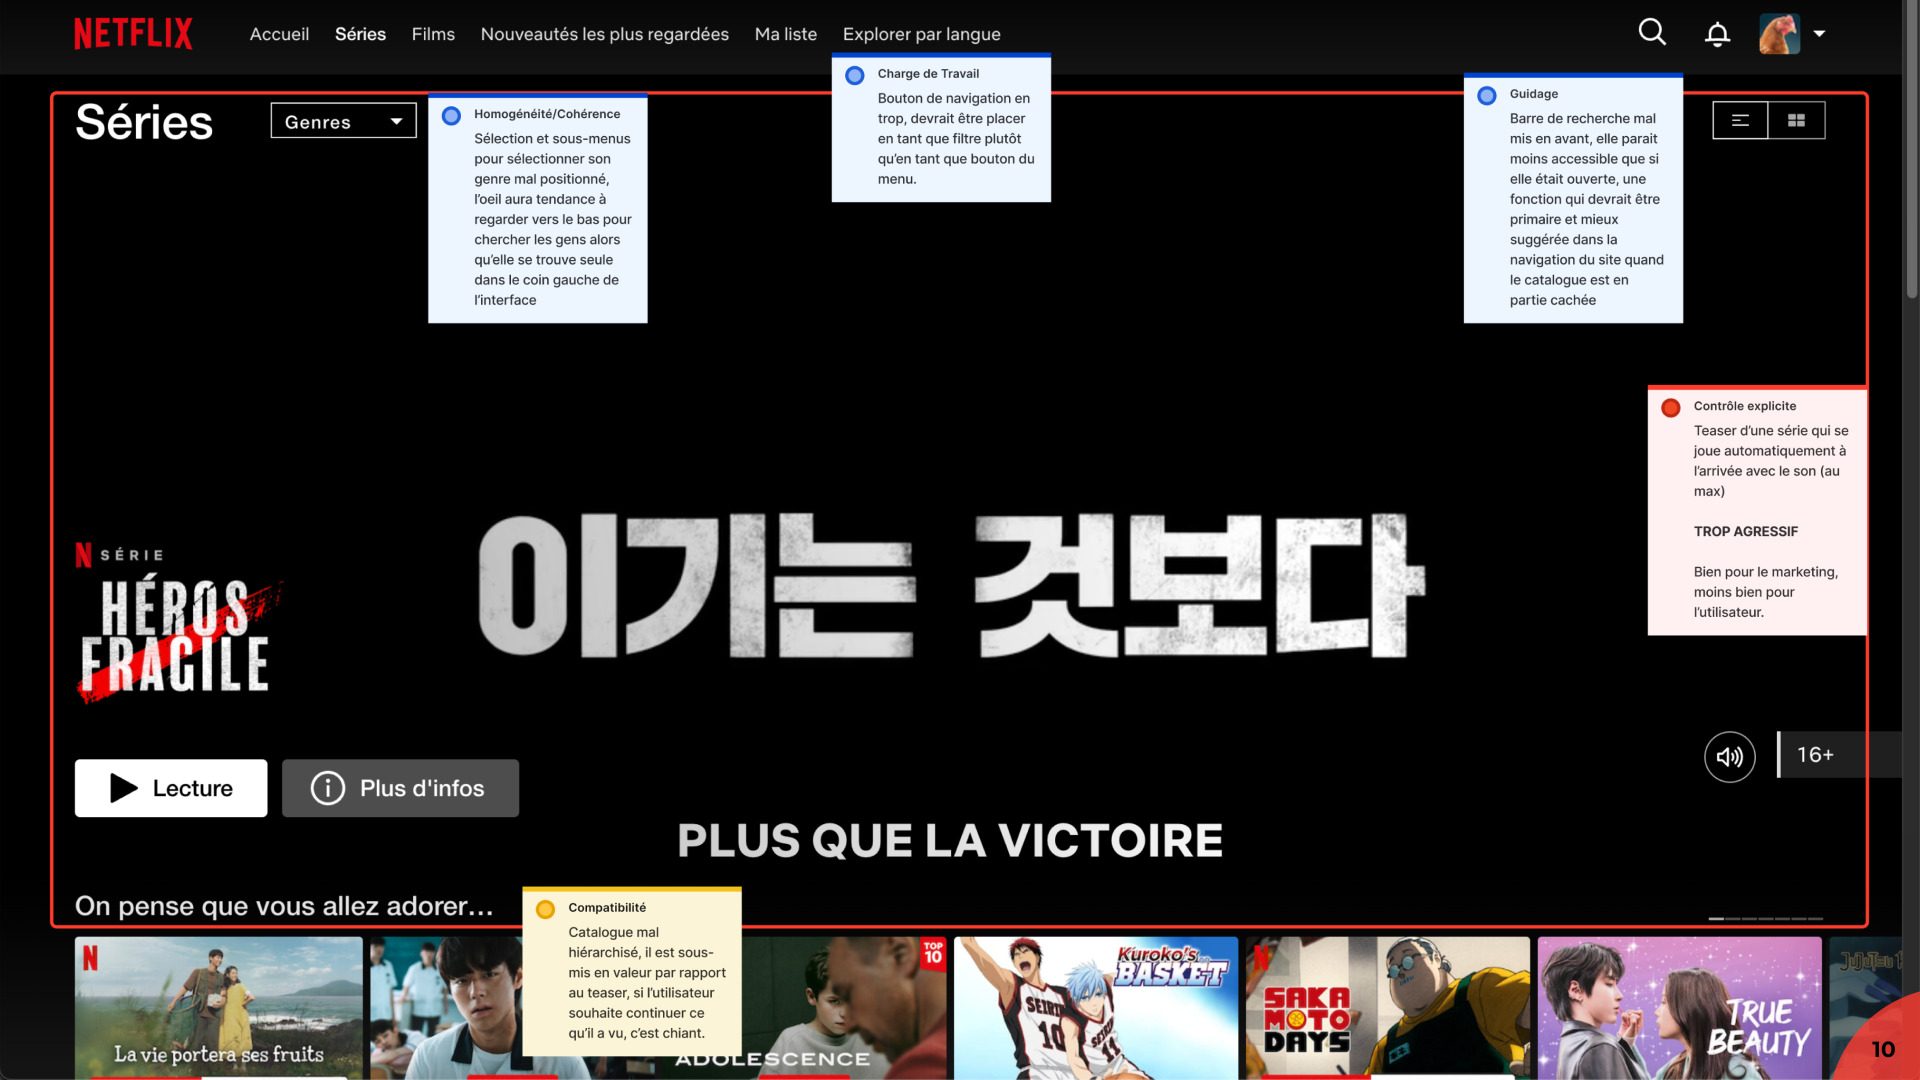 NETFLIX
Accueil Séries Films Nouveautés les plus regardées Ma liste Explorer par langue
Séries
Genres
Homogénéité/Cohérence
Sélection et sous-menus
pour sélectionner son
genre mal positionné,
l'oeil aura tendance à
regarder vers le bas pour
chercher les gens alors
qu'elle se trouve seule
dans le coin gauche de
l'interface
Charge de Travail
Bouton de navigation en
trop, devrait être placer
en tant que filtre plutôt
qu'en tant que bouton du
menu.
Guidage
Barre de recherche mal
mis en avant, elle parait
moins accessible que si
elle était ouverte, une
fonction qui devrait être
primaire et mieux
suggérée dans la
navigation du site quand
le catalogue est en
partie cachée
Contrôle explicite
Teaser d'une série qui se
joue automatiquement à
l'arrivée avec le son (au
max)
TROP AGRESSIF
Bien pour le marketing,
moins bien pour
l'utilisateur.
이기는 것보다
N SÉRIE
HÉROS
FRAGILE
Lecture
Plus d'infos
16+
PLUS QUE LA VICTOIRE
On pense que vous allez adorer...
Compatibilité
Catalogue mal
hiérarchisé, il est sous-
mis en valeur par rapport
au teaser, si l'utilisateur
souhaite continuer ce
qu'il a vu, c'est chiant.
N
La vie portera ses fruits
TOP
10
ADOLESCENCE
Kuroko's
BASKET
SEIRIN
10
N
SAKA
MOTO
DAYS
TRUE
BEAUTY
JUJUTSU
10